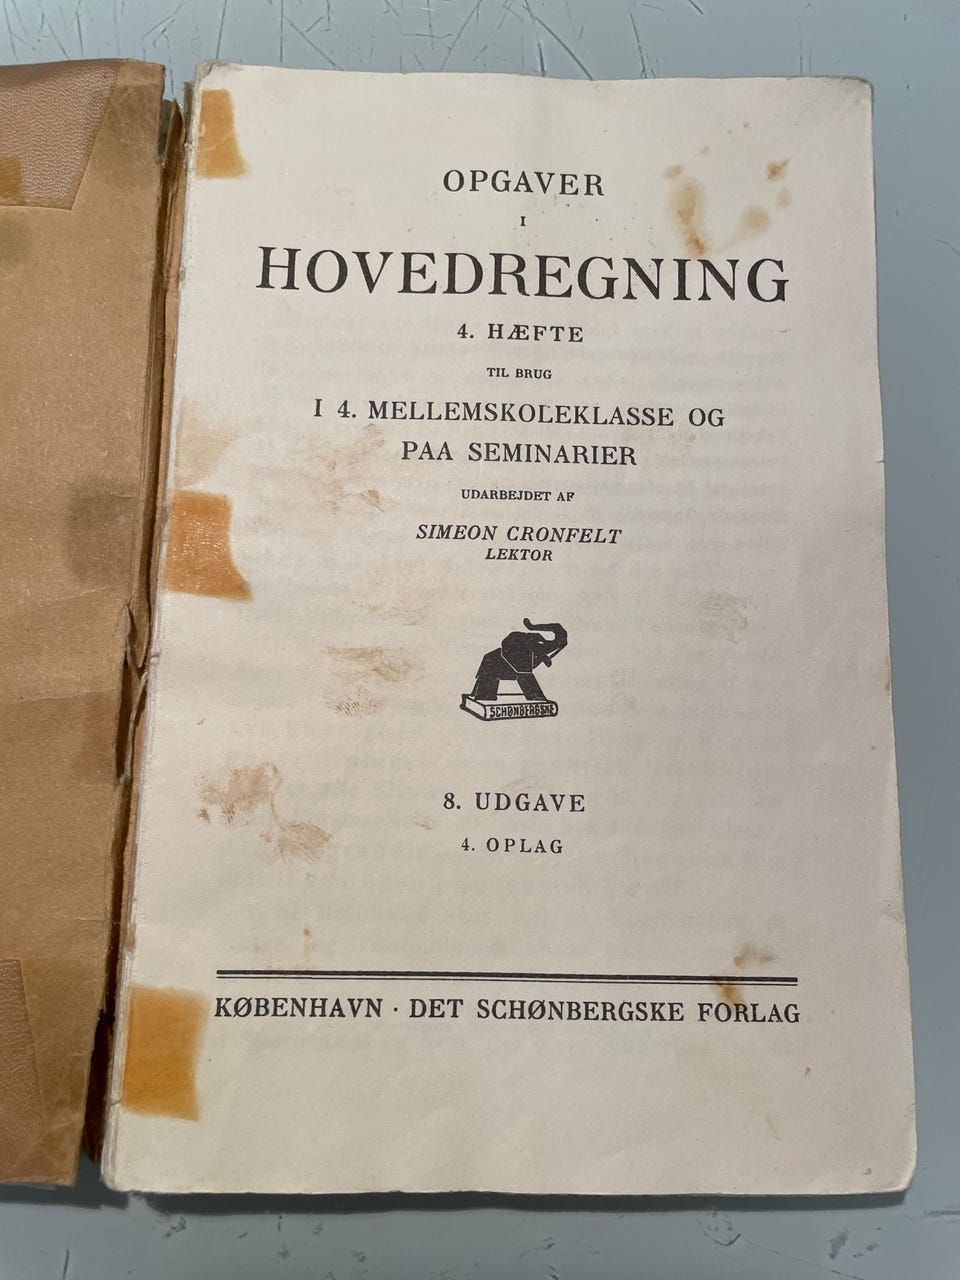 OPGAVER
I
HOVEDREGNING
4. HÆFTE
TIL BRUG
I 4. MELLEMSKOLEKLASSE OG
PAA SEMINARIER
UDARBEJDET AF
SIMEON CRONFELT
LEKTOR
SCHØNBERGSKE
8. UDGAVE
4. OPLAG
KØBENHAVN · DET SCHØNBERGSKE FORLAG